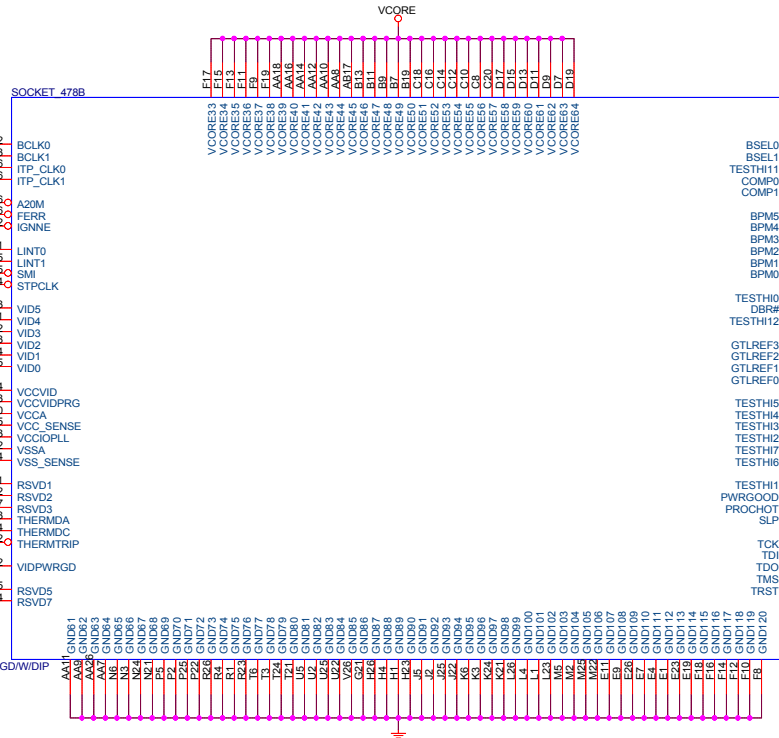 VCORE
F17 F15 F13 F11 F9 F19 AA18 AA16 AA14 AA12 AA10 AA8 AB17 B13 B11 B9 B7 B19 C18 C16 C14 C12 C10 C8 C20 D17 D15 D13 D11 D9 D7 D19
SOCKET_478B
VCORE33 VCORE34 VCORE35 VCORE36 VCORE37 VCORE38 VCORE39 VCORE40 VCORE41 VCORE42 VCORE43 VCORE44 VCORE45 VCORE46 VCORE47 VCORE48 VCORE49 VCORE50 VCORE51 VCORE52 VCORE53 VCORE54 VCORE55 VCORE56 VCORE57 VCORE58 VCORE59 VCORE60 VCORE61 VCORE62 VCORE63 VCORE64
BCLK0
BCLK1
ITP_CLK0
ITP_CLK1
A20M
FERR
IGNNE
LINT0
LINT1
SMI
STPCLK
VID5
VID4
VID3
VID2
VID1
VID0
VCCVID
VCCVIDPRG
VCCA
VCC_SENSE
VCCIOPLL
VSSA
VSS_SENSE
RSVD1
RSVD2
RSVD3
THERMDA
THERMDC
THERMTRIP
VIDPWRGD
RSVD5
RSVD7
BSEL0
BSEL1
TESTHI11
COMP0
COMP1
BPM5
BPM4
BPM3
BPM2
BPM1
BPM0
TESTHI0
DBR#
TESTHI12
GTLREF3
GTLREF2
GTLREF1
GTLREF0
TESTHI5
TESTHI4
TESTHI3
TESTHI2
TESTHI7
TESTHI6
TESTHI1
PWRGOOD
PROCHOT
SLP
TCK
TDI
TDO
TMS
TRST
GND61 GND62 GND63 GND64 GND65 GND66 GND67 GND68 GND69 GND70 GND71 GND72 GND73 GND74 GND75 GND76 GND77 GND78 GND79 GND80 GND81 GND82 GND83 GND84 GND85 GND86 GND87 GND88 GND89 GND90 GND91 GND92 GND93 GND94 GND95 GND96 GND97 GND98 GND99 GND100 GND101 GND102 GND103 GND104 GND105 GND106 GND107 GND108 GND109 GND110 GND111 GND112 GND113 GND114 GND115 GND116 GND117 GND118 GND119 GND120
GD/W/DIP
AA11 AA9 AA26 AA7 N6 N3 N24 N21 P5 P2 P25 P22 R26 R4 R1 R23 T6 T3 T24 T21 U5 U2 U25 U22 V26 G21 H26 H4 H1 H23 J5 J2 J25 J22 K6 K3 K24 K21 L26 L4 L1 L23 M5 M2 M25 M22 E11 E9 E26 E7 E4 E1 E23 E19 F18 F16 F14 F12 F10 F8